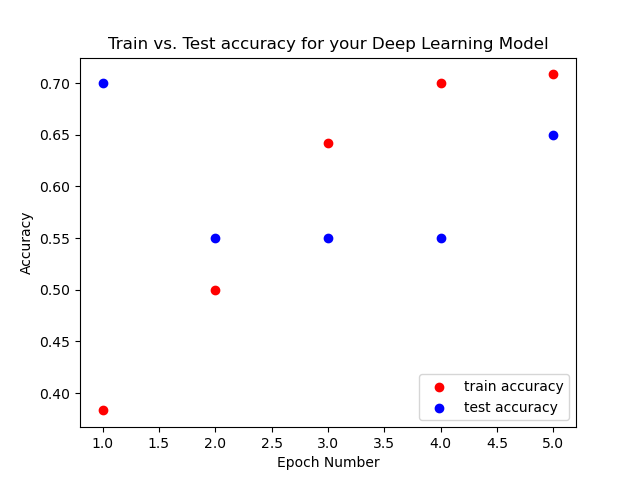 Train vs. Test accuracy for your Deep Learning Model
Accuracy
0.70
0.65
0.60
0.55
0.50
0.45
0.40
train accuracy
test accuracy
1.0 1.5 2.0 2.5 3.0 3.5 4.0 4.5 5.0
Epoch Number